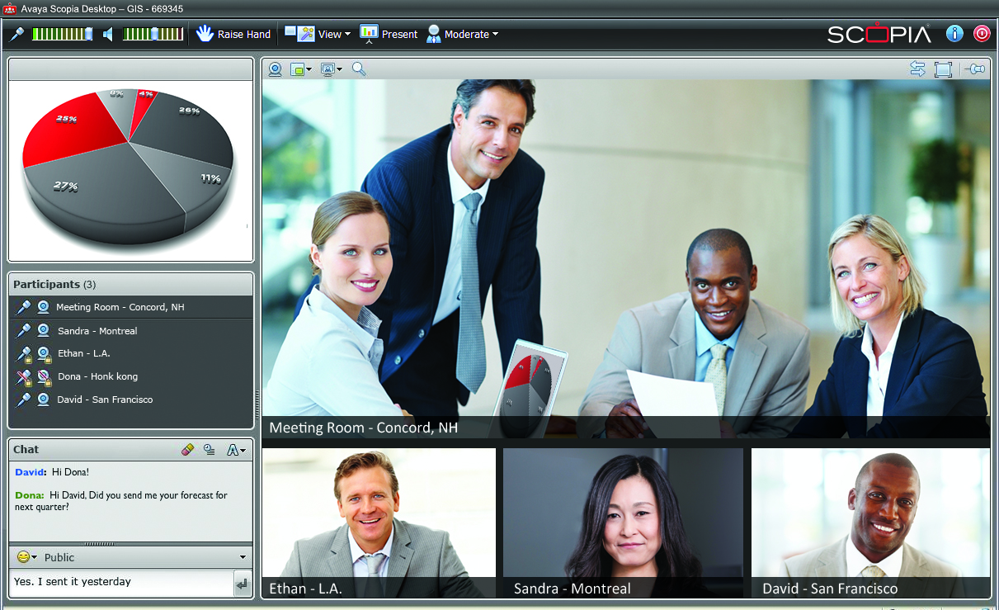 Avaya Scopia Desktop – GIS - 669345
Raise Hand
View
Present
Moderate
SCOPIA
8%
4%
25%
26%
11%
27%
Participants (3)
Meeting Room - Concord, NH
Sandra - Montreal
Ethan - L.A.
Dona - Honk kong
David - San Francisco
Chat
David: Hi Dona!
Dona: Hi David, Did you send me your forecast for
next quarter?
Public
Yes. I sent it yesterday
Meeting Room - Concord, NH
Ethan - L.A.
Sandra - Montreal
David - San Francisco